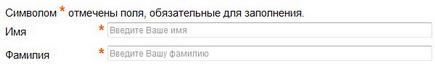 Символом * отмечены поля, обязательные для заполнения.
Имя * Введите Ваше имя
Фамилия * Введите Вашу фамилию